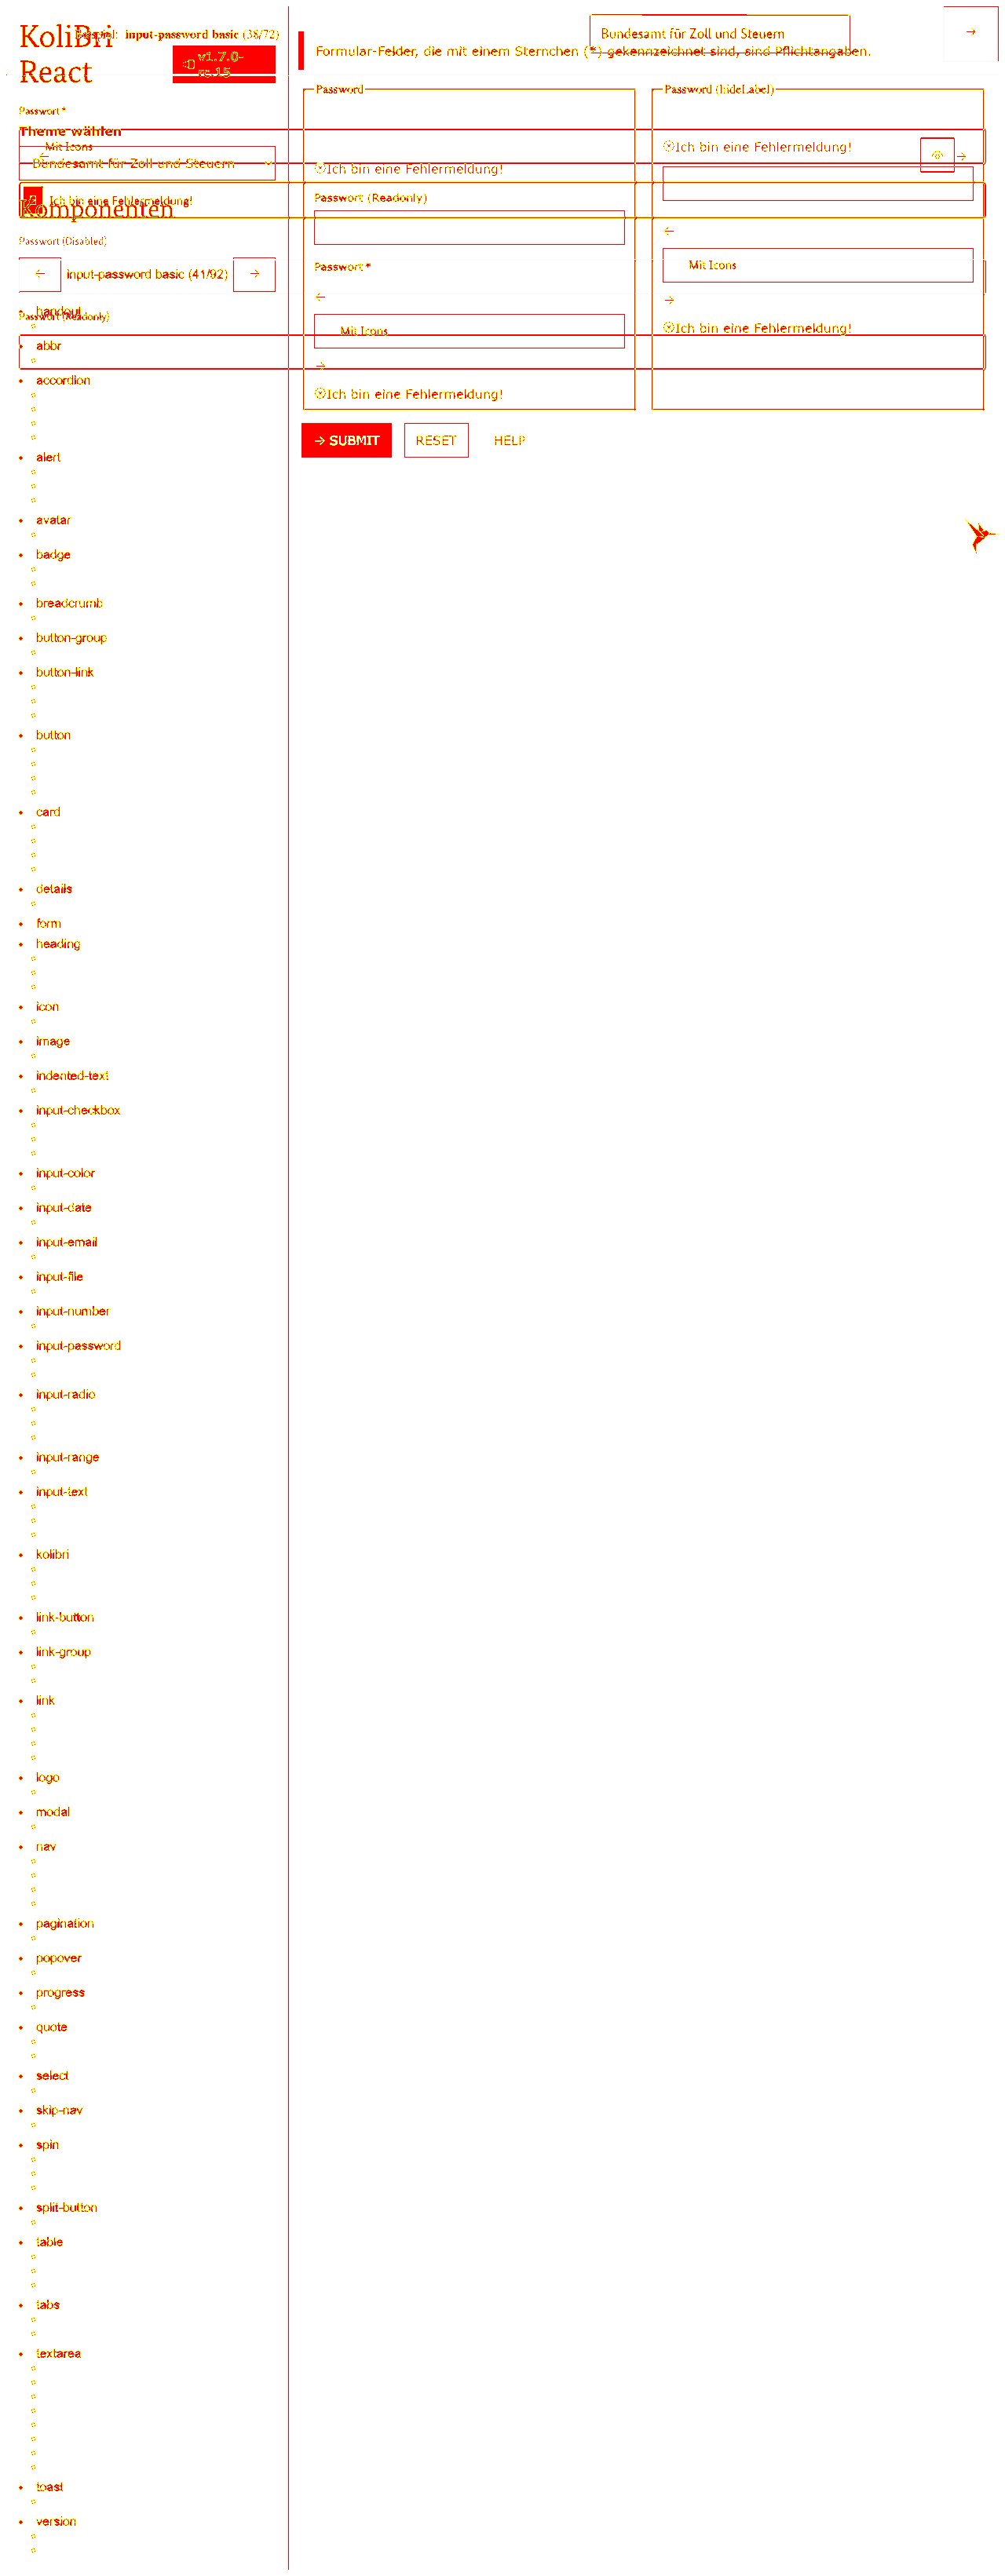 KoliBri
React
Beispiel: input-password basic (38/72)
v1.7.0-
rc.15
Bundesamt für Zoll und Steuern
Formular-Felder, die mit einem Sternchen (*) gekennzeichnet sind, sind Pflichtangaben.
Passwort *
Theme wählen
Mit Icons
Bundesamt für Zoll und Steuern
Ich bin eine Fehlermeldung!
Komponenten
Passwort (Disabled)
input-password basic (41/92)
Passwort (Readonly)
handout
abbr
accordion
alert
avatar
badge
breadcrumb
button-group
button-link
button
card
details
form
heading
icon
image
indented-text
input-checkbox
input-color
input-date
input-email
input-file
input-number
input-password
input-radio
input-range
input-text
kolibri
link-button
link-group
link
logo
modal
nav
pagination
popover
progress
quote
select
skip-nav
spin
split-button
table
tabs
textarea
toast
version
Password
Ich bin eine Fehlermeldung!
Passwort (Readonly)
Passwort *
Mit Icons
Ich bin eine Fehlermeldung!
Password (hideLabel)
Ich bin eine Fehlermeldung!
Mit Icons
Ich bin eine Fehlermeldung!
SUBMIT
RESET
HELP